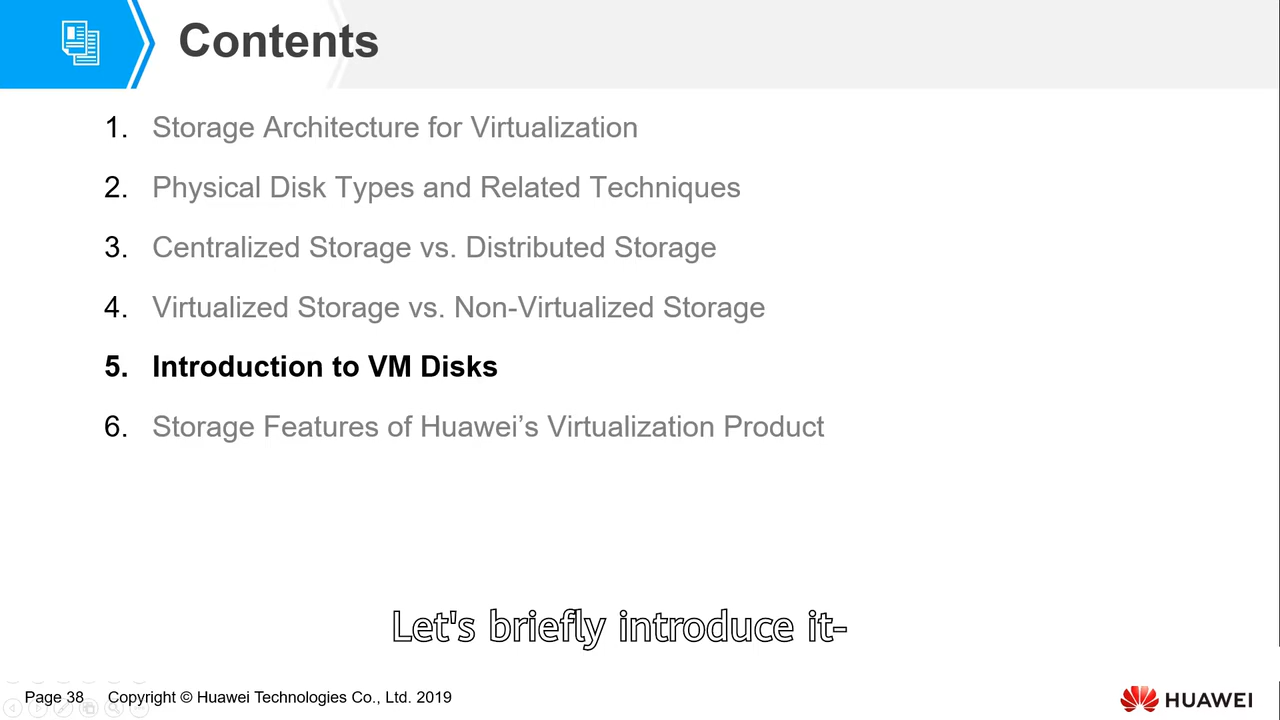 Contents
1. Storage Architecture for Virtualization
2. Physical Disk Types and Related Techniques
3. Centralized Storage vs. Distributed Storage
4. Virtualized Storage vs. Non-Virtualized Storage
5. Introduction to VM Disks
6. Storage Features of Huawei’s Virtualization Product
Let's briefly introduce it-
Page 38 Copyright © Huawei Technologies Co., Ltd. 2019
HUAWEI